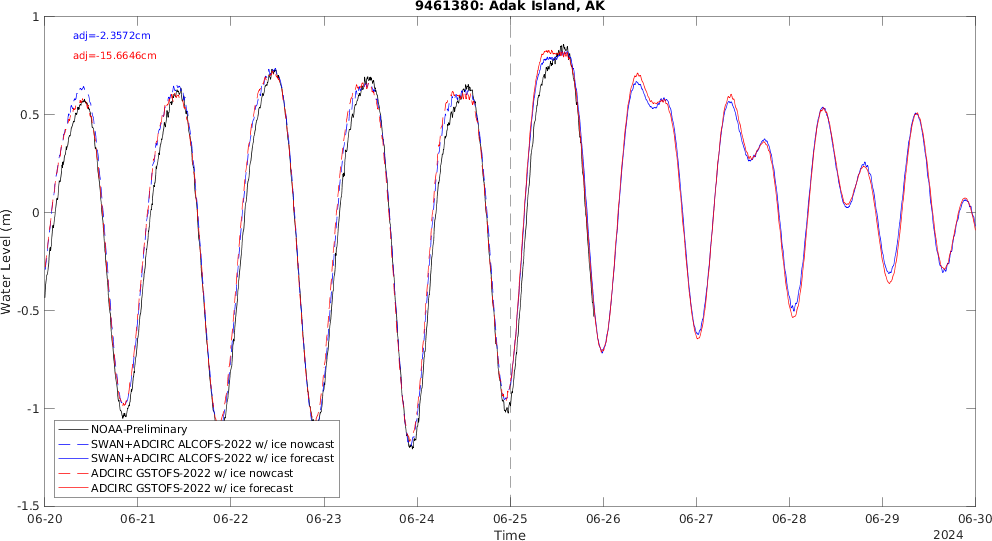 9461380: Adak Island, AK
adj=-2.3572cm
adj=-15.6646cm
Water Level (m)
1
0.5
0
-0.5
-1
-1.5
NOAA-Preliminary
SWAN+ADCIRC ALCOFS-2022 w/ ice nowcast
SWAN+ADCIRC ALCOFS-2022 w/ ice forecast
ADCIRC GSTOFS-2022 w/ ice nowcast
ADCIRC GSTOFS-2022 w/ ice forecast
06-20 06-21 06-22 06-23 06-24 06-25 06-26 06-27 06-28 06-29 06-30
Time
2024